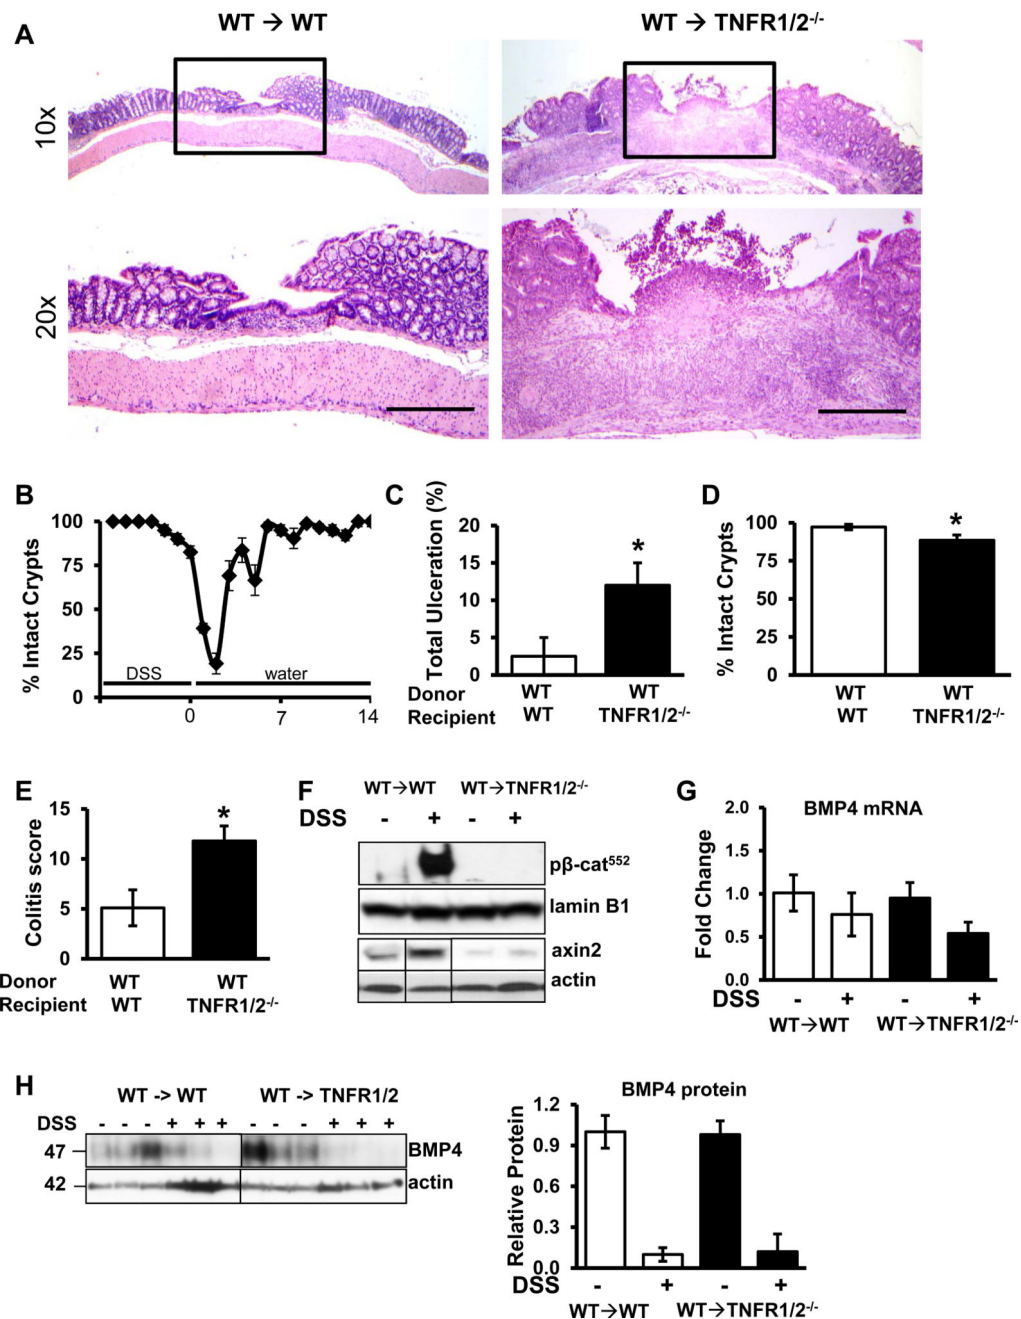 A
WT → WT
WT → TNFR1/2-/-
10x
20x
B
% Intact Crypts
100
75
50
25
0
DSS
water
0
7
14
C
Total Ulceration (%)
20
15
10
5
0
*
Donor WT WT
Recipient WT TNFR1/2-/-
D
% Intact Crypts
100
75
50
25
0
*
WT WT
WT TNFR1/2-/-
E
Colitis score
15
10
5
0
*
Donor WT WT
Recipient WT TNFR1/2-/-
F
WT→WT WT→TNFR1/2-/-
DSS - + - +
pβ-cat552
lamin B1
axin2
actin
G
BMP4 mRNA
Fold Change
2.0
1.5
1.0
0.5
0.0
DSS - + - +
WT→WT WT→TNFR1/2-/-
H
WT -> WT WT -> TNFR1/2
DSS - - - + + + - - - + + +
47 BMP4
42 actin
BMP4 protein
Relative Protein
1.2
0.9
0.6
0.3
0.0
DSS - + - +
WT→WT WT→TNFR1/2-/-